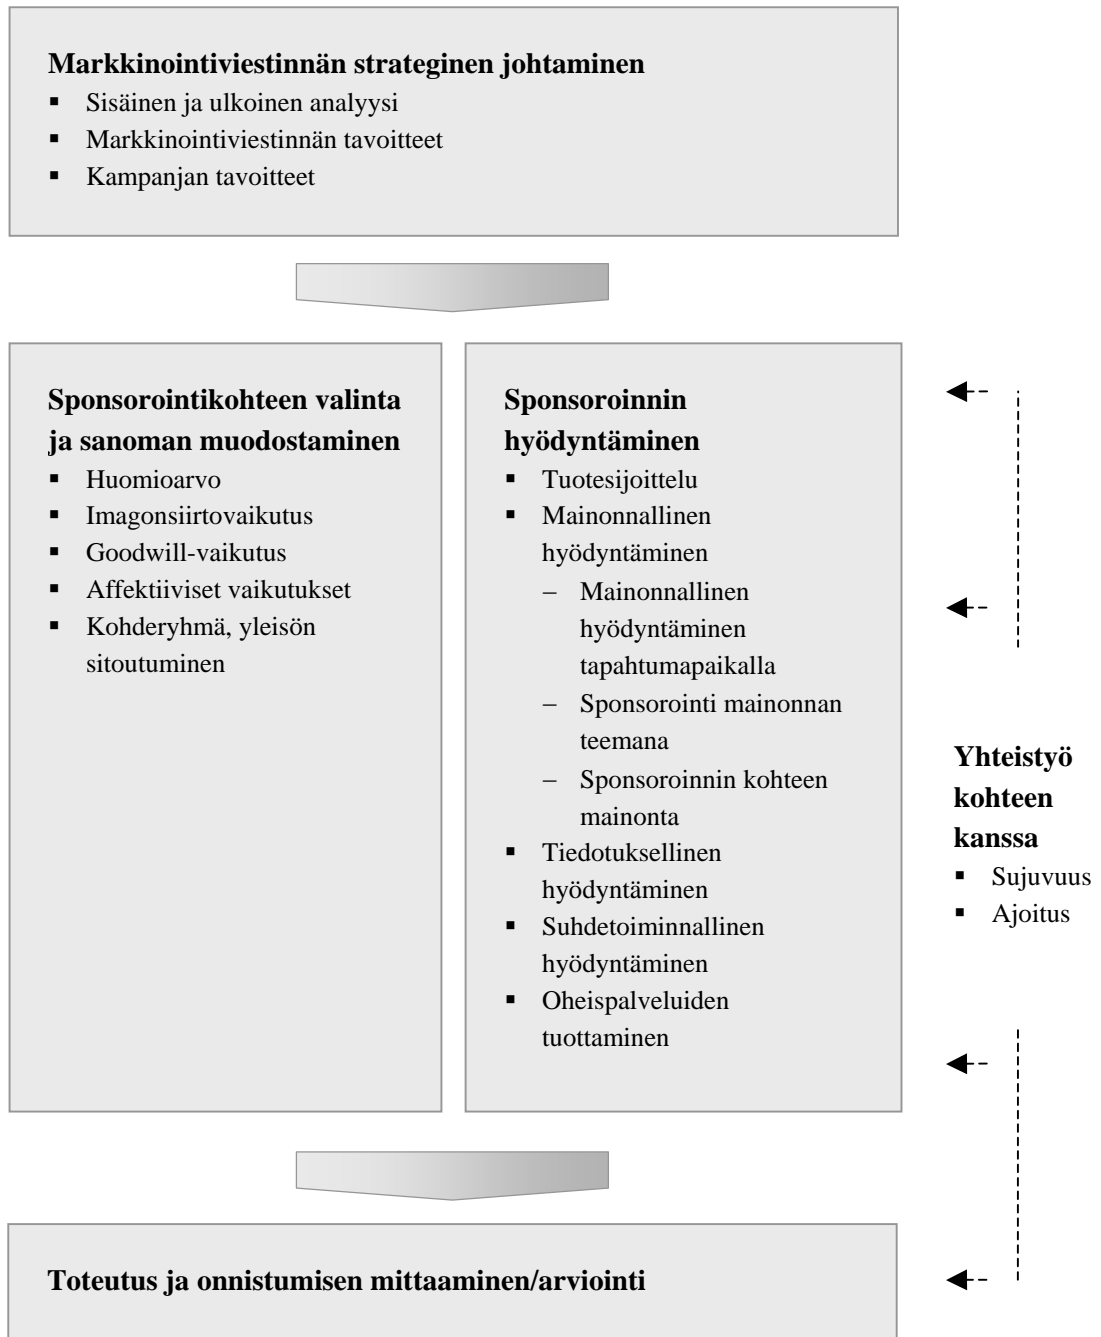 Markkinointiviestinnän strateginen johtaminen
▪ Sisäinen ja ulkoinen analyysi
▪ Markkinointiviestinnän tavoitteet
▪ Kampanjan tavoitteet
Sponsorointikohteen valinta
ja sanoman muodostaminen
▪ Huomioarvo
▪ Imagonsiirtovaikutus
▪ Goodwill-vaikutus
▪ Affektiiviset vaikutukset
▪ Kohderyhmä, yleisön
sitoutuminen
Sponsoroinnin
hyödyntäminen
▪ Tuotesijoittelu
▪ Mainonnallinen
hyödyntäminen
– Mainonnallinen
hyödyntäminen
tapahtumapaikalla
– Sponsorointi mainonnan
teemana
– Sponsoroinnin kohteen
mainonta
▪ Tiedotuksellinen
hyödyntäminen
▪ Suhdetoiminnallinen
hyödyntäminen
▪ Oheispalveluiden
tuottaminen
Yhteistyö
kohteen
kanssa
▪ Sujuvuus
▪ Ajoitus
Toteutus ja onnistumisen mittaaminen/arviointi